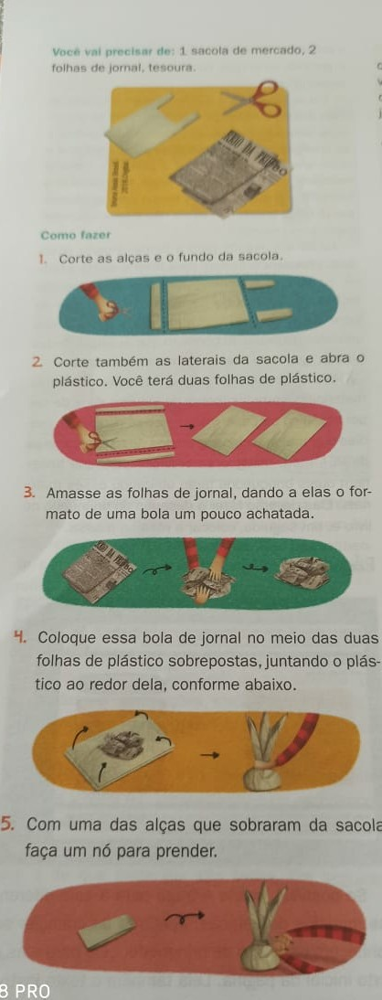 Você vai precisar de: 1 sacola de mercado, 2
folhas de jornal, tesoura.
Como fazer
1. Corte as alças e o fundo da sacola.
2. Corte também as laterais da sacola e abra o
plástico. Você terá duas folhas de plástico.
3. Amasse as folhas de jornal, dando a elas o for-
mato de uma bola um pouco achatada.
4. Coloque essa bola de jornal no meio das duas
folhas de plástico sobrepostas, juntando o plás-
tico ao redor dela, conforme abaixo.
5. Com uma das alças que sobraram da sacola
faça um nó para prender.
8 PRO